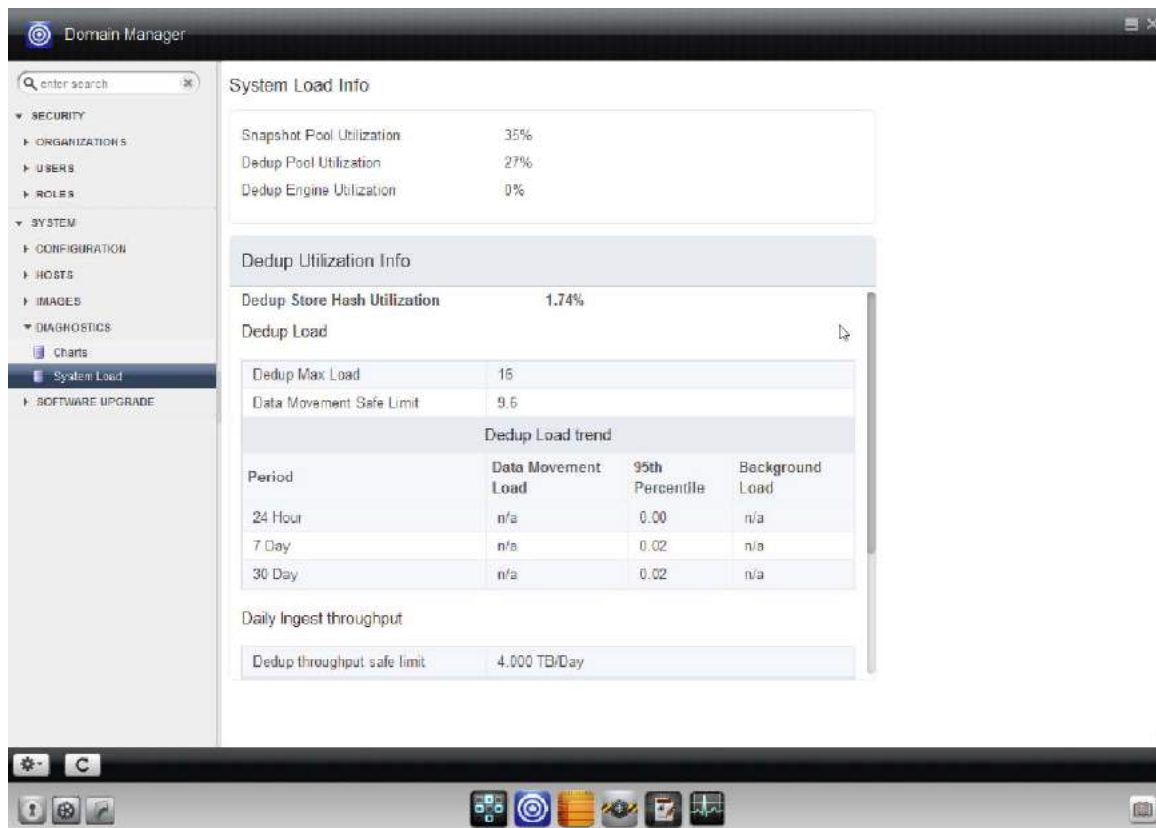 Domain Manager
enter search
SECURITY
ORGANIZATIONS
USERS
ROLES
SYSTEM
CONFIGURATION
HOSTS
IMAGES
DIAGNOSTICS
Charts
System Load
SOFTWARE UPGRADE
System Load Info
Snapshot Pool Utilization 35%
Dedup Pool Utilization 27%
Dedup Engine Utilization 0%
Dedup Utilization Info
Dedup Store Hash Utilization 1.74%
Dedup Load
Dedup Max Load 16
Data Movement Safe Limit 9.6
Dedup Load trend
Period Data Movement Load 95th Percentile Background Load
24 Hour n/a 0.00 n/a
7 Day n/a 0.02 n/a
30 Day n/a 0.02 n/a
Daily Ingest throughput
Dedup throughput safe limit 4.000 TB/Day